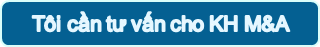 Tôi cần tư vấn cho KH M&A